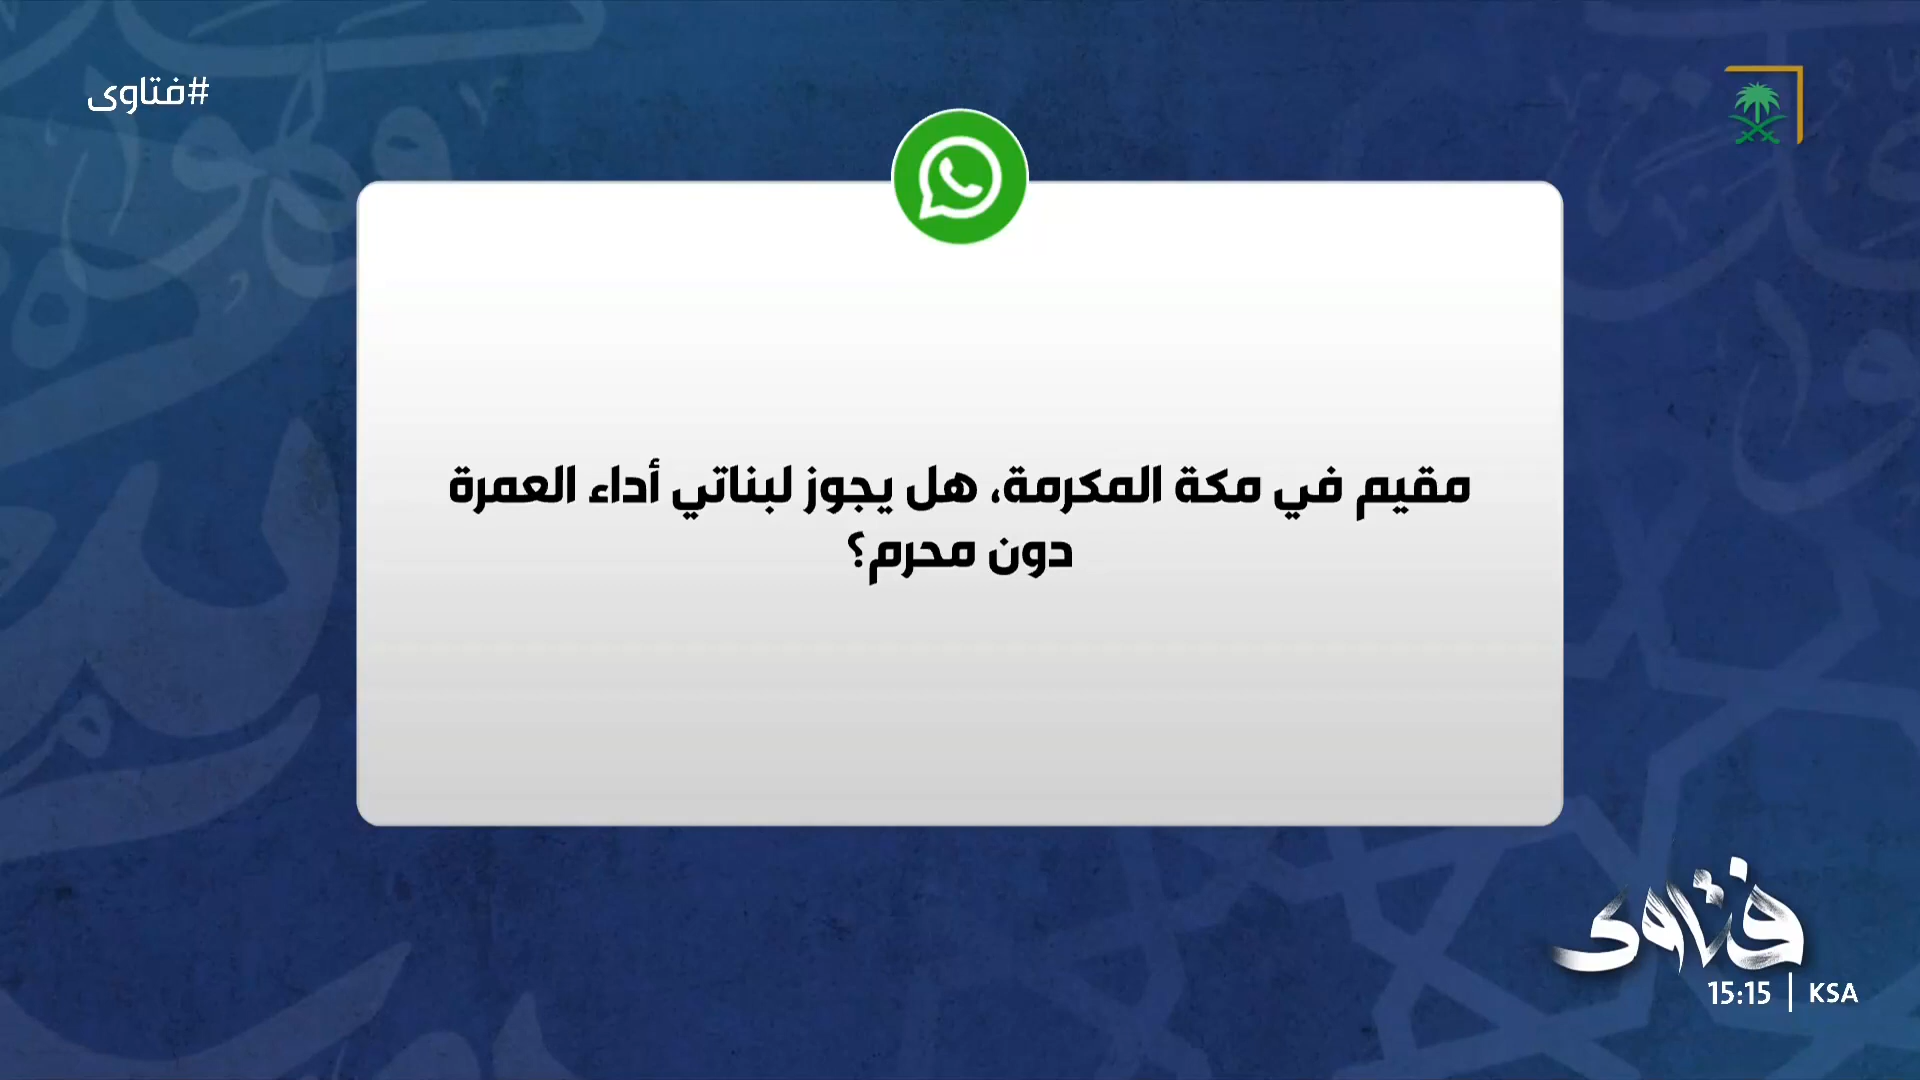 #فتاوى
مقيم في مكة المكرمة، هل يجوز لبناتي أداء العمرة
دون محرم؟
فتاوى
15:15 | KSA